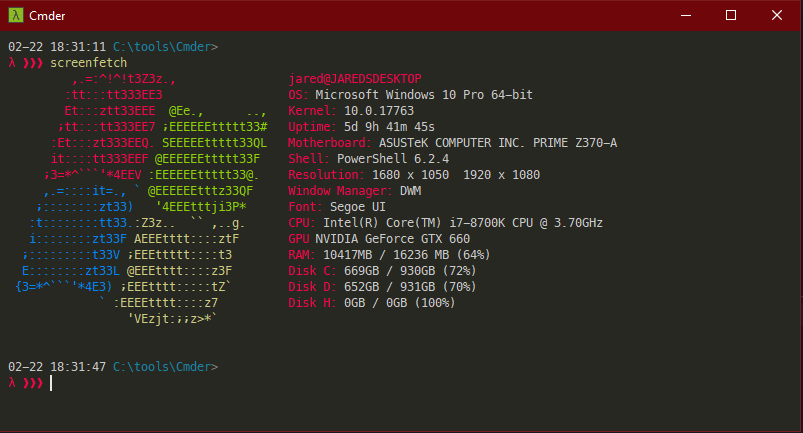 λ Cmder
02-22 18:31:11 C:\tools\Cmder>
λ ❯❯❯ screenfetch
,.=:^!^!t3Z3z., jared@JAREDSDESKTOP
:tt:::tt333EE3 OS: Microsoft Windows 10 Pro 64-bit
Et:::ztt33EEE @Ee., .., Kernel: 10.0.17763
;tt:::tt333EE7 ;EEEEEEttttt33# Uptime: 5d 9h 41m 45s
:Et:::zt333EEQ. SEEEEEttttt33QL Motherboard: ASUSTeK COMPUTER INC. PRIME Z370-A
it::::tt333EEF @EEEEEEttttt33F Shell: PowerShell 6.2.4
;3=*^```'*4EEV :EEEEEEttttt33@. Resolution: 1680 x 1050 1920 x 1080
,.=::::it=., ` @EEEEEEtttz33QF Window Manager: DWM
;::::::::zt33) '4EEEtttji3P* Font: Segoe UI
:t::::::::tt33.:Z3z.. `` ,..g. CPU: Intel(R) Core(TM) i7-8700K CPU @ 3.70GHz
i::::::::zt33F AEEEtttt::::ztF GPU NVIDIA GeForce GTX 660
;:::::::::t33V ;EEEttttt::::t3 RAM: 10417MB / 16236 MB (64%)
E::::::::zt33L @EEEtttt::::z3F Disk C: 669GB / 930GB (72%)
{3=*^```'*4E3) ;EEEtttt:::::tZ` Disk D: 652GB / 931GB (70%)
` :EEEEtttt::::z7 Disk H: 0GB / 0GB (100%)
'VEzjt:;;z>*`
02-22 18:31:47 C:\tools\Cmder>
λ ❯❯❯